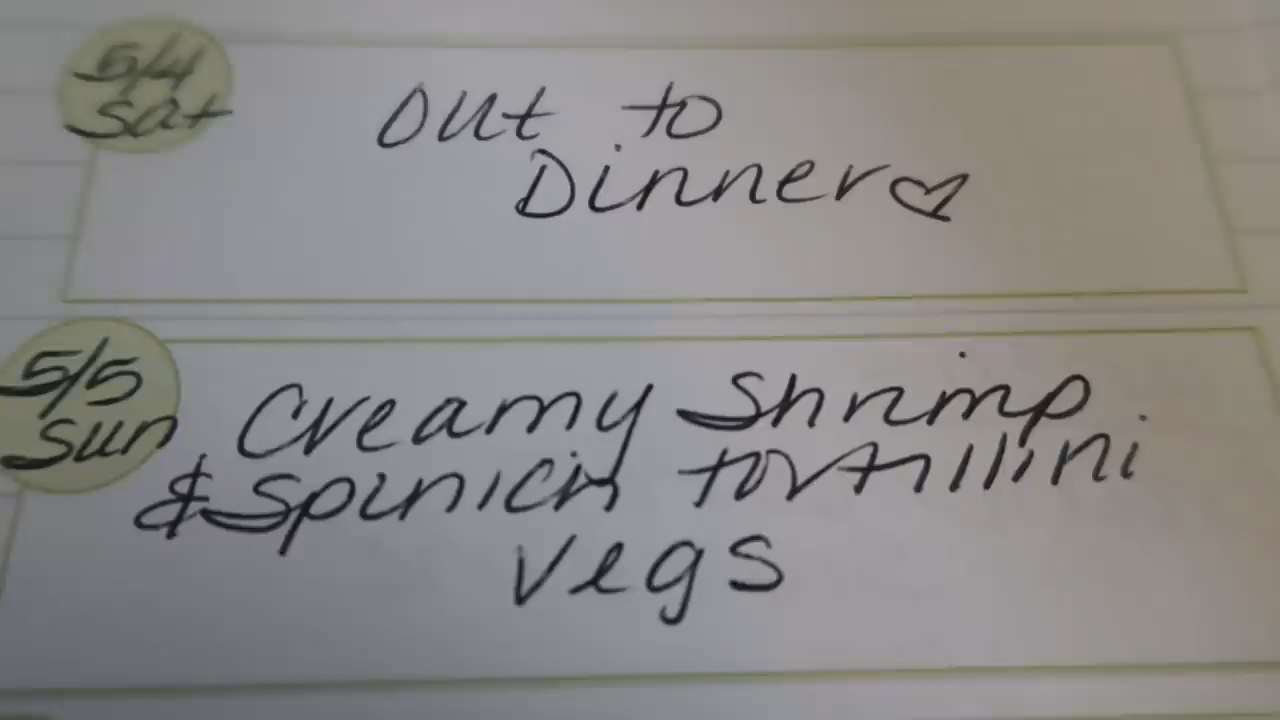 5/4
Sat
Out to
Dinner♡
5/5
Sun
Creamy Shrimp
& Spinich tortillini
Vegs